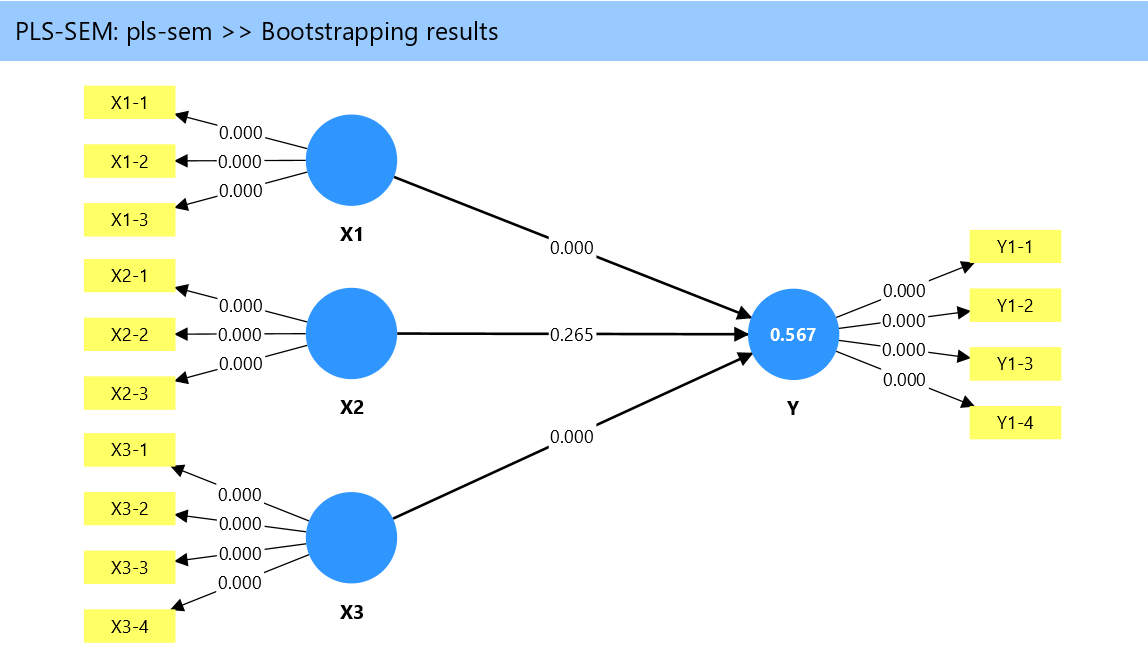 PLS-SEM: pls-sem >> Bootstrapping results
X1-1
0.000
X1-2
0.000
0.000
X1-3
X1
0.000
X2-1
0.000
X2-2
0.000
0.000
X2-3
X2
0.265
X3-1
0.000
X3-2
0.000
X3-3
0.000
0.000
X3-4
X3
0.000
0.567
Y
Y1-1
0.000
Y1-2
0.000
0.000
Y1-3
0.000
Y1-4